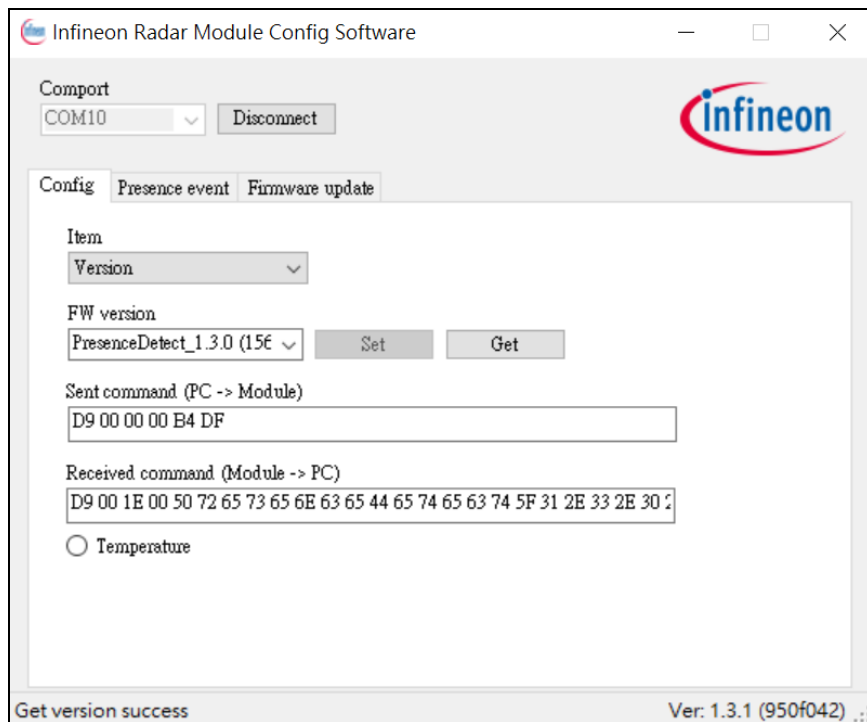 Infineon Radar Module Config Software
Comport
COM10
Disconnect
infineon
Config
Presence event
Firmware update
Item
Version
FW version
PresenceDetect_1.3.0 (156
Set
Get
Sent command (PC -> Module)
D9 00 00 00 B4 DF
Received command (Module -> PC)
D9 00 1E 00 50 72 65 73 65 6E 63 65 44 65 74 65 63 74 5F 31 2E 33 2E 30 2
Temperature
Get version success
Ver: 1.3.1 (950f042)